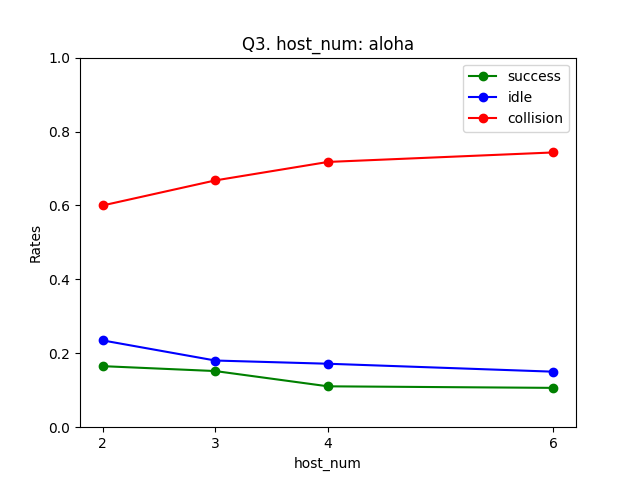 Q3. host_num: aloha
success
idle
collision
1.0
0.8
0.6
0.4
0.2
0.0
Rates
2
3
4
6
host_num